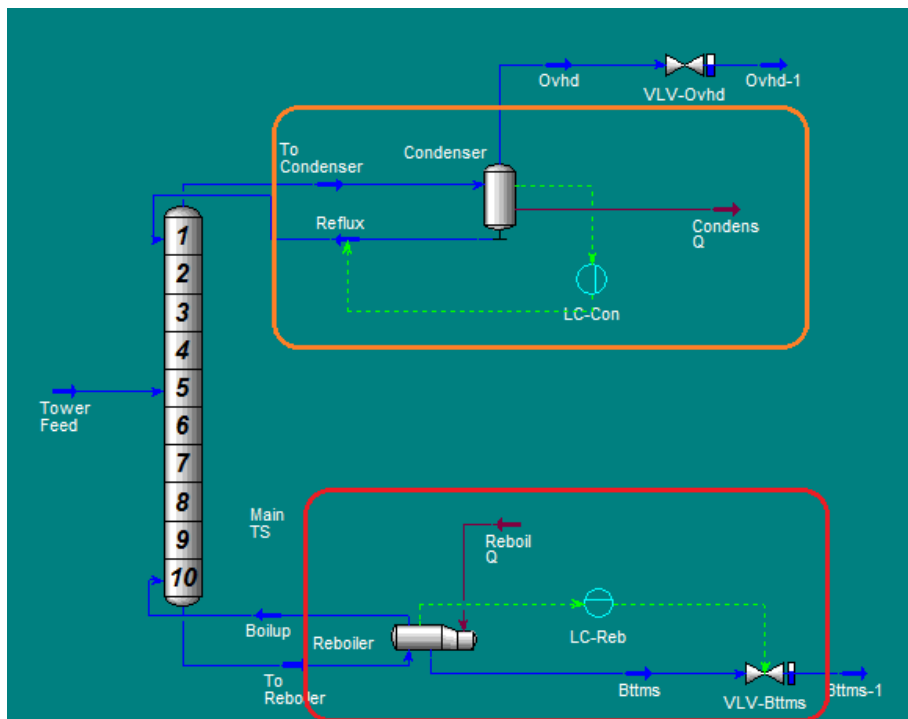 Ovhd
Ovhd-1
VLV-Ovhd
To
Condenser
Condenser
Reflux
Condens
Q
LC-Con
1
2
3
4
5
6
7
8
9
10
Tower
Feed
Main
TS
Reboil
Q
Boilup
Reboiler
LC-Reb
To
Reboiler
Bttms
VLV-Bttms
Bttms-1